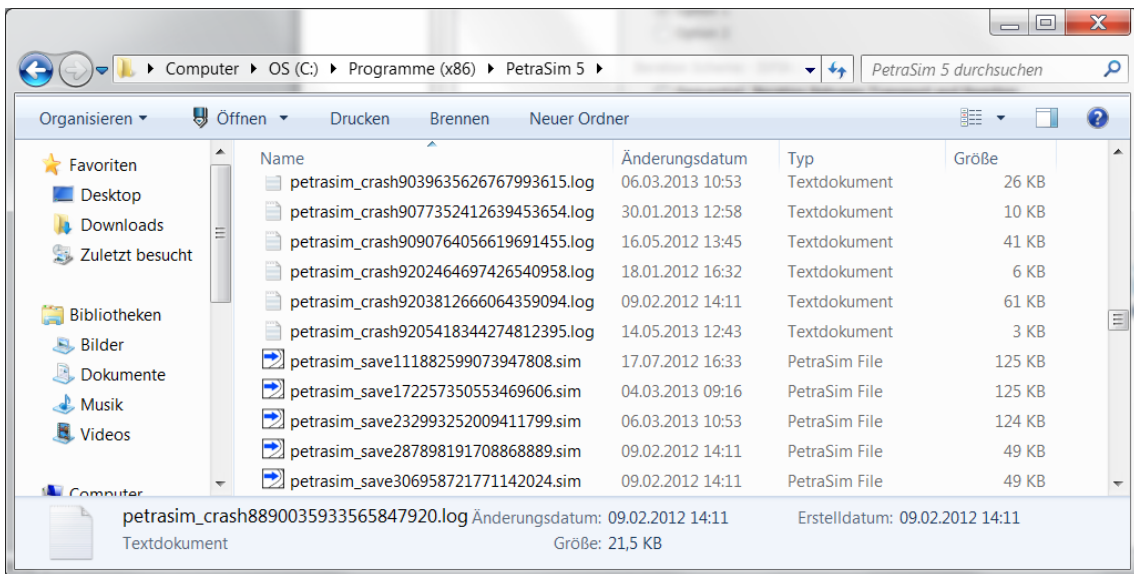 Computer ▸ OS (C:) ▸ Programme (x86) ▸ PetraSim 5 ▸ PetraSim 5 durchsuchen
Organisieren Öffnen Drucken Brennen Neuer Ordner
Favoriten
Desktop
Downloads
Zuletzt besucht
Bibliotheken
Bilder
Dokumente
Musik
Videos
Computer
Name Änderungsdatum Typ Größe
petrasim_crash9039635626767993615.log 06.03.2013 10:53 Textdokument 26 KB
petrasim_crash9077352412639453654.log 30.01.2013 12:58 Textdokument 10 KB
petrasim_crash9090764056619691455.log 16.05.2012 13:45 Textdokument 41 KB
petrasim_crash9202464697426540958.log 18.01.2012 16:32 Textdokument 6 KB
petrasim_crash9203812666064359094.log 09.02.2012 14:11 Textdokument 61 KB
petrasim_crash9205418344274812395.log 14.05.2013 12:43 Textdokument 3 KB
petrasim_save111882599073947808.sim 17.07.2012 16:33 PetraSim File 125 KB
petrasim_save172257350553469606.sim 04.03.2013 09:16 PetraSim File 125 KB
petrasim_save232993252009411799.sim 06.03.2013 10:53 PetraSim File 124 KB
petrasim_save287898191708868889.sim 09.02.2012 14:11 PetraSim File 49 KB
petrasim_save306958721771142024.sim 09.02.2012 14:11 PetraSim File 49 KB
petrasim_crash8890035933565847920.log Änderungsdatum: 09.02.2012 14:11 Erstelldatum: 09.02.2012 14:11
Textdokument Größe: 21,5 KB